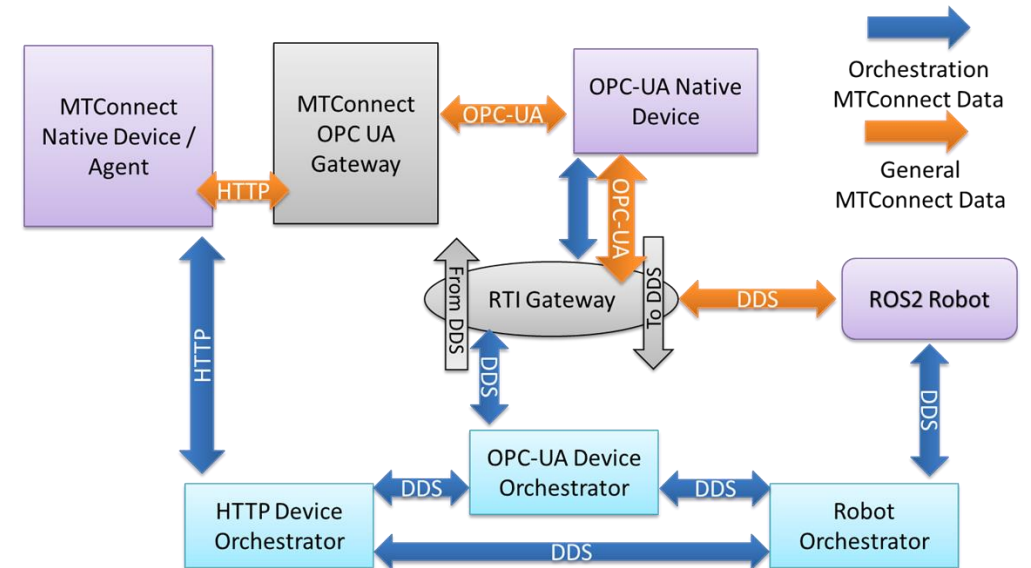 MTConnect
Native Device /
Agent
MTConnect
OPC UA
Gateway
OPC-UA
OPC-UA Native
Device
Orchestration
MTConnect Data
General
MTConnect Data
HTTP
OPC-UA
From DDS
RTI Gateway
To DDS
DDS
ROS2 Robot
HTTP
DDS
DDS
OPC-UA Device
Orchestrator
DDS
DDS
HTTP Device
Orchestrator
Robot
Orchestrator
DDS